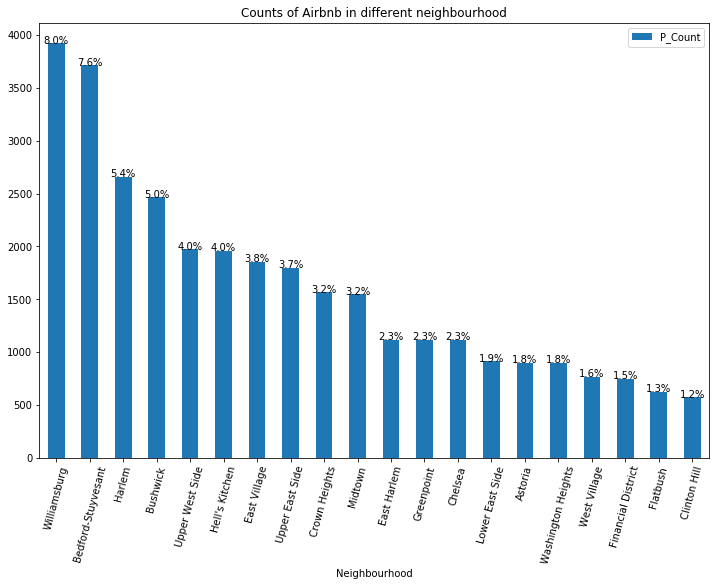 Counts of Airbnb in different neighbourhood
P_Count
4000
3500
3000
2500
2000
1500
1000
500
0
8.0%
7.6%
5.4%
5.0%
4.0%
4.0%
3.8%
3.7%
3.2%
3.2%
2.3%
2.3%
2.3%
1.9%
1.8%
1.8%
1.6%
1.5%
1.3%
1.2%
Williamsburg
Bedford-Stuyvesant
Harlem
Bushwick
Upper West Side
Hell's Kitchen
East Village
Upper East Side
Crown Heights
Midtown
East Harlem
Greenpoint
Chelsea
Lower East Side
Astoria
Washington Heights
West Village
Financial District
Flatbush
Clinton Hill
Neighbourhood